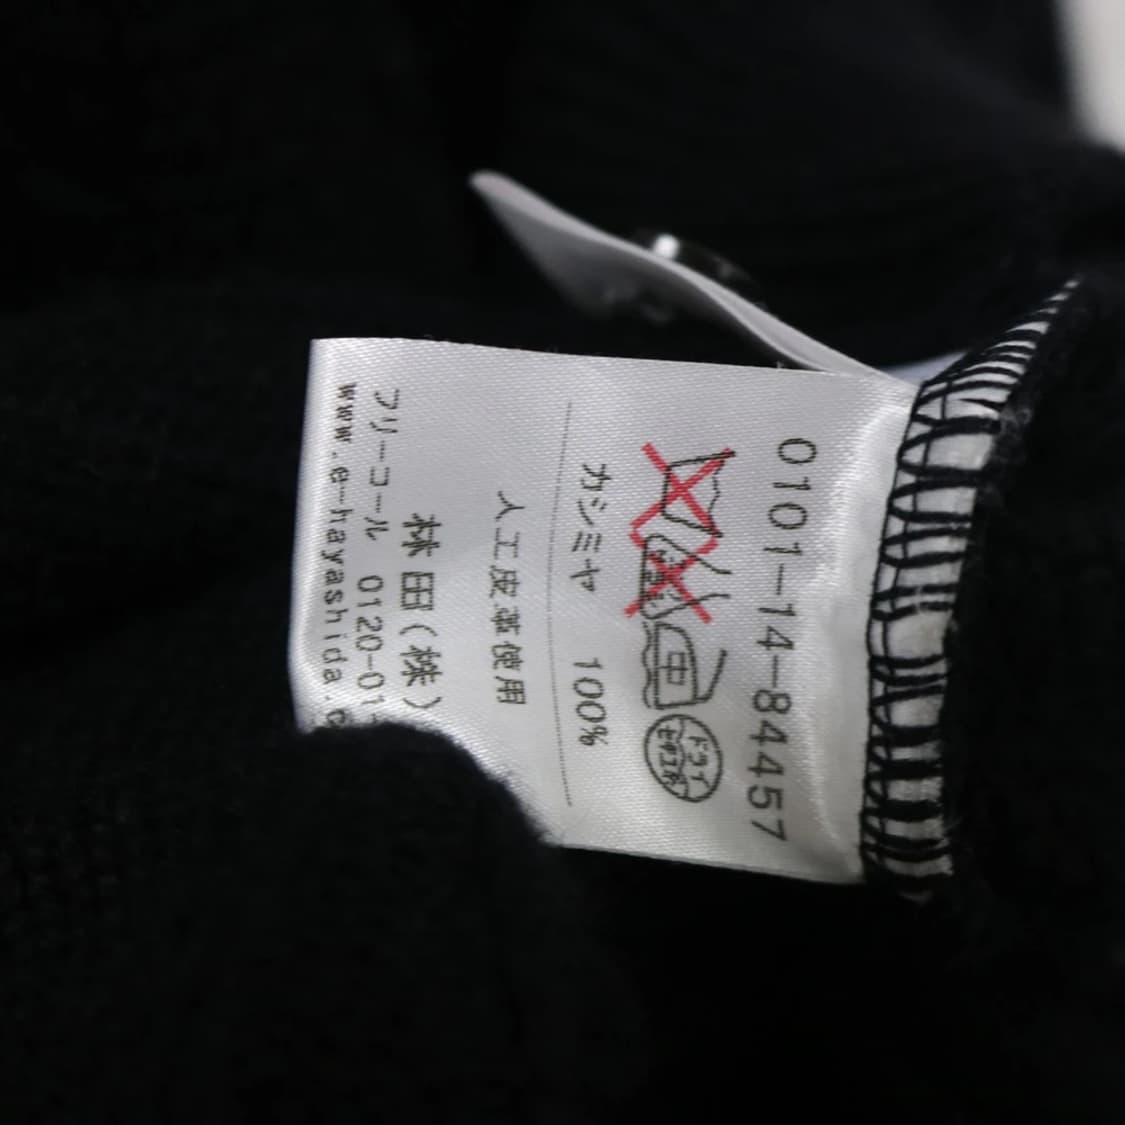 0101-14-84457
中
ドライ
セキユ系
カシミヤ 100%
人工皮革使用
林田(株)
フリーコール 0120-01
www.e-hayashida.c